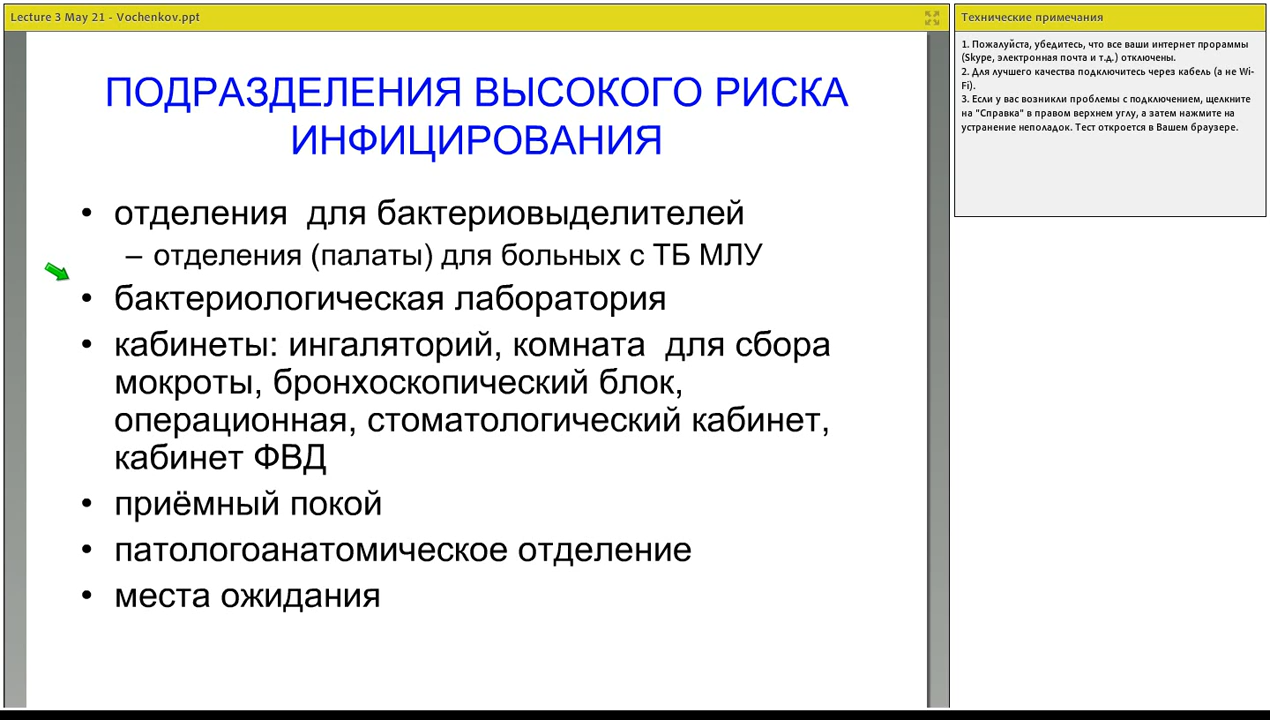 Lecture 3 May 21 - Vochenkov.ppt
ПОДРАЗДЕЛЕНИЯ ВЫСОКОГО РИСКА
ИНФИЦИРОВАНИЯ
• отделения для бактериовыделителей
– отделения (палаты) для больных с ТБ МЛУ
• бактериологическая лаборатория
• кабинеты: ингаляторий, комната для сбора
мокроты, бронхоскопический блок,
операционная, стоматологический кабинет,
кабинет ФВД
• приёмный покой
• патологоанатомическое отделение
• места ожидания
Технические примечания
1. Пожалуйста, убедитесь, что все ваши интернет прораммы
(Skype, электронная почта и т.д.) отключены.
2. Для лучшего качества подключитесь через кабель (а не Wi-
Fi).
3. Если у вас возникли проблемы с подключением, щелкните
на "Справка" в правом верхнем углу, а затем нажмите на
устранение неполадок. Тест откроется в Вашем браузере.